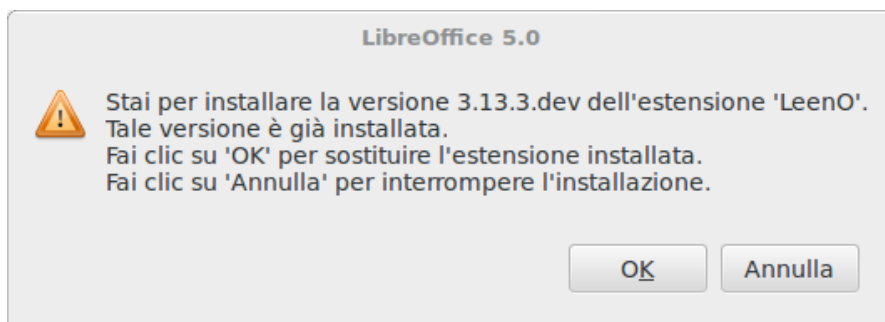 LibreOffice 5.0
Stai per installare la versione 3.13.3.dev dell'estensione 'LeenO'.
Tale versione è già installata.
Fai clic su 'OK' per sostituire l'estensione installata.
Fai clic su 'Annulla' per interrompere l'installazione.
OK Annulla